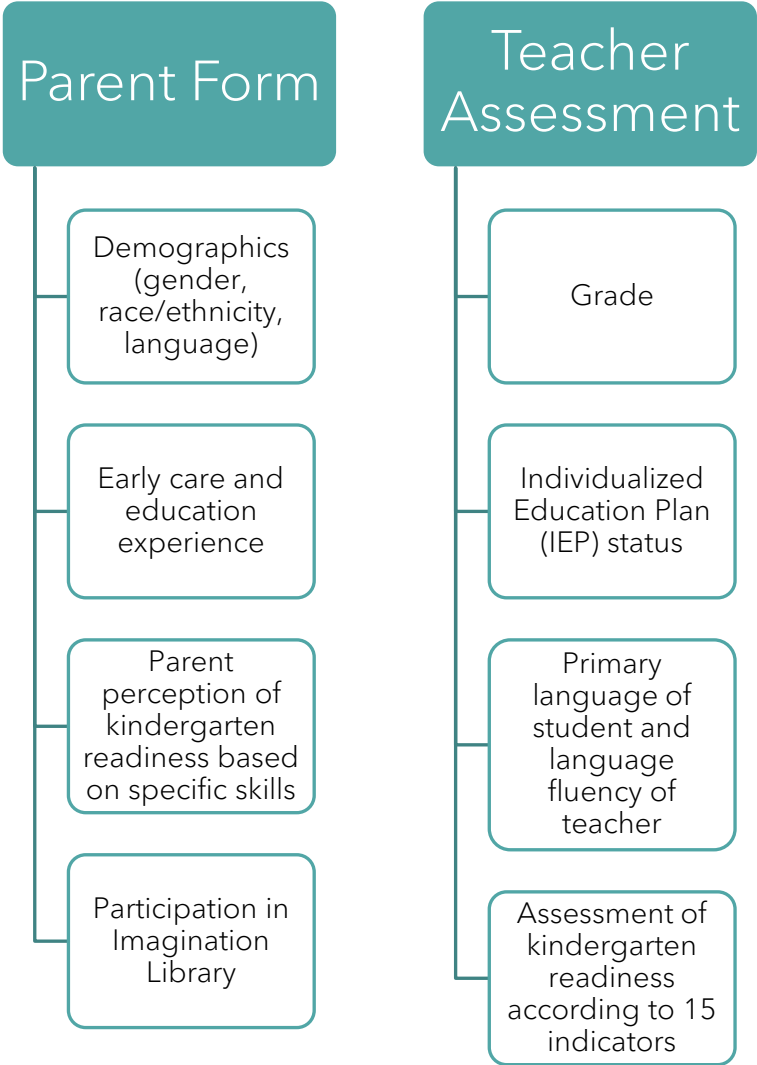 Parent Form
Demographics
(gender,
race/ethnicity,
language)
Early care and
education
experience
Parent
perception of
kindergarten
readiness based
on specific skills
Participation in
Imagination
Library
Teacher
Assessment
Grade
Individualized
Education Plan
(IEP) status
Primary
language of
student and
language
fluency of
teacher
Assessment of
kindergarten
readiness
according to 15
indicators